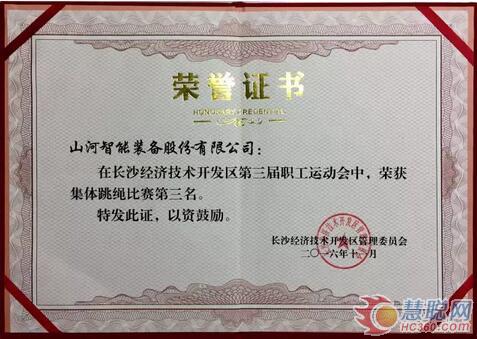 荣誉证书
HONORARY CREDENTIAL
山河智能装备股份有限公司：
在长沙经济技术开发区第三届职工运动会中，荣获
集体跳绳比赛第三名。
特发此证，以资鼓励。
长沙经济技术开发区管理委员会
二〇一六年十一月
慧聪网
HC360.com